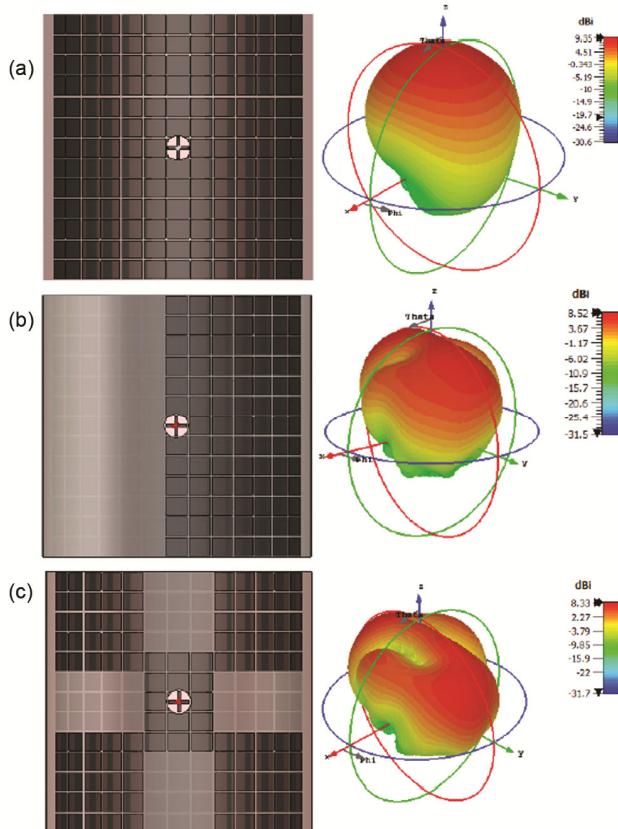 (a)
z
Theta
x
Phi
y
dBi
9.35
4.51
-0.343
-5.19
-10
-14.9
-19.7
-24.6
-30.6
(b)
z
Theta
x
Phi
y
dBi
8.52
3.67
-1.17
-6.02
-10.9
-15.7
-20.6
-25.4
-31.5
(c)
z
Theta
x
Phi
y
dBi
8.33
2.27
-3.79
-9.85
-15.9
-22
-31.7